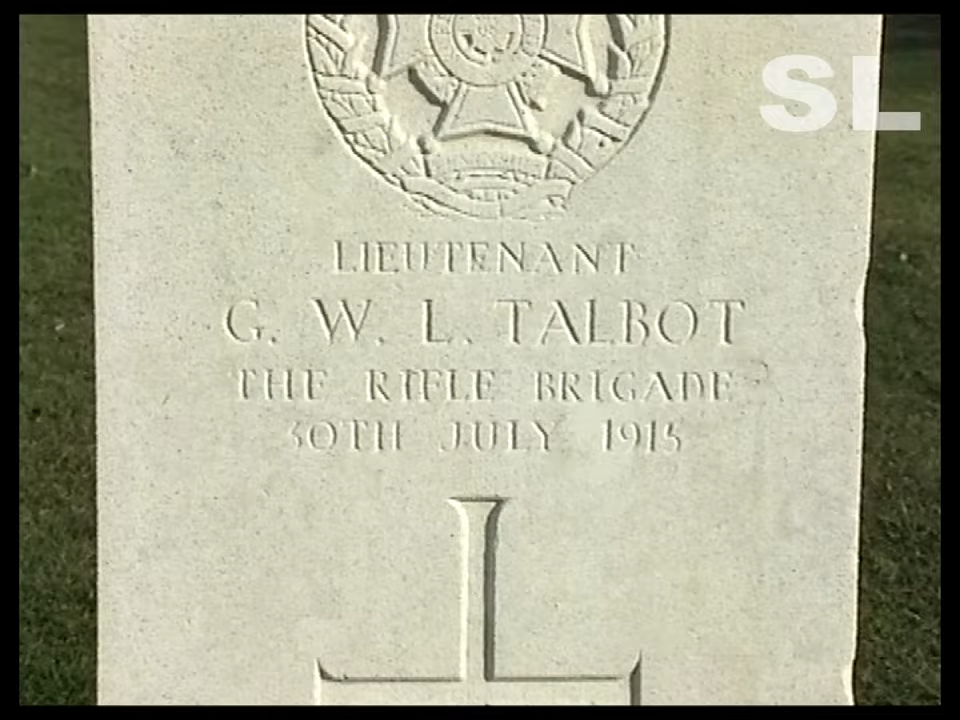 SL
LIEUTENANT
G. W. L. TALBOT
THE RIFLE BRIGADE
30TH JULY 1915